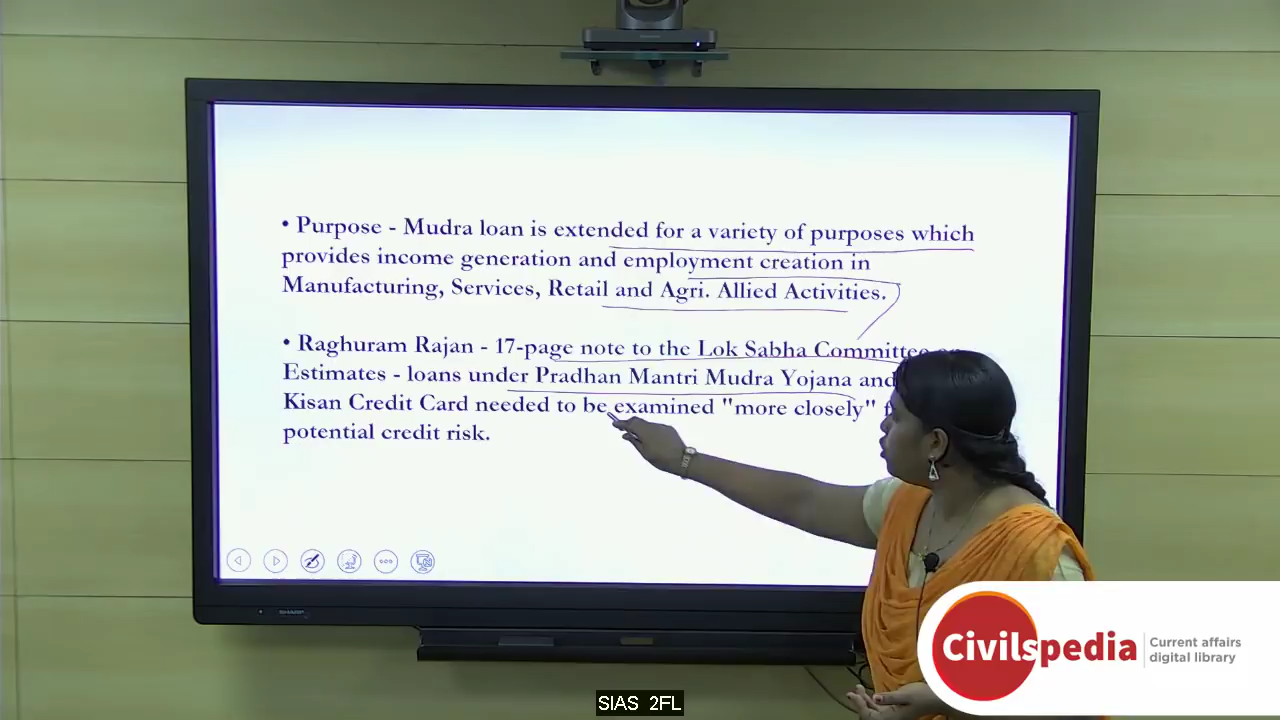 • Purpose - Mudra loan is extended for a variety of purposes which
provides income generation and employment creation in
Manufacturing, Services, Retail and Agri. Allied Activities.
• Raghuram Rajan - 17-page note to the Lok Sabha Committee
Estimates - loans under Pradhan Mantri Mudra Yojana and
Kisan Credit Card needed to be examined "more closely"
potential credit risk.
SHARP
Civilspedia
Current affairs
digital library
SIAS 2FL